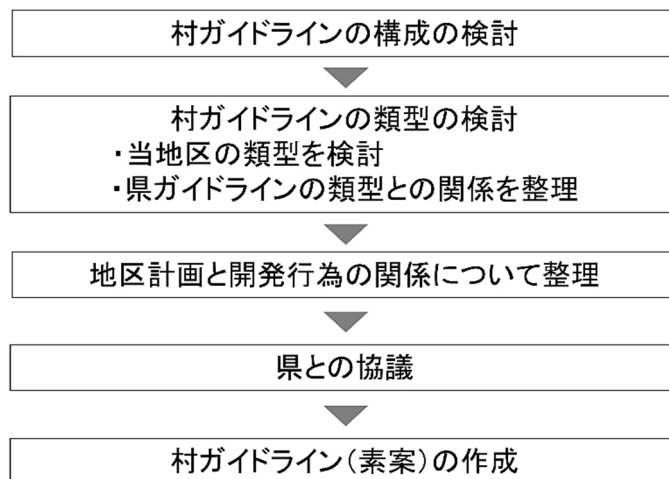 村ガイドラインの構成の検討
村ガイドラインの類型の検討
・当地区の類型を検討
・県ガイドラインの類型との関係を整理
地区計画と開発行為の関係について整理
県との協議
村ガイドライン(素案)の作成